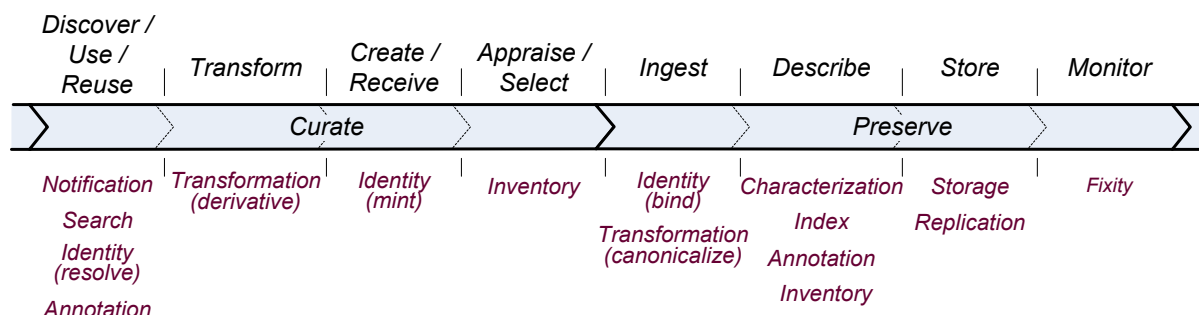 Discover /
Use /
Reuse
Transform
Create /
Receive
Appraise /
Select
Ingest
Describe
Store
Monitor
Curate
Preserve
Notification
Search
Identity
(resolve)
Annotation
Transformation
(derivative)
Identity
(mint)
Inventory
Identity
(bind)
Transformation
(canonicalize)
Characterization
Index
Annotation
Inventory
Storage
Replication
Fixity